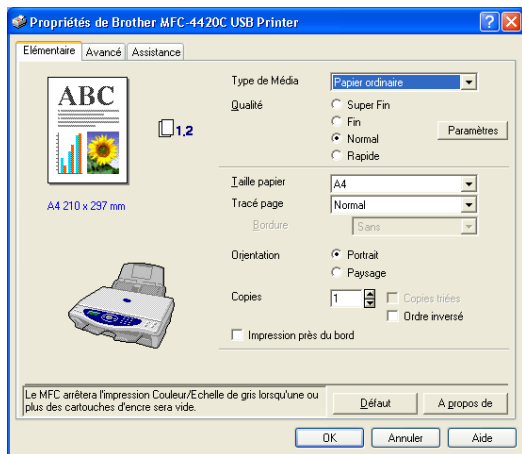 Propriétés de Brother MFC-4420C USB Printer
Elémentaire Avancé Assistance
ABC
1,2
A4 210 x 297 mm
Type de Média Papier ordinaire
Qualité Super Fin
Fin
Normal
Rapide
Paramètres
Taille papier A4
Tracé page Normal
Bordure Sans
Orientation Portrait
Paysage
Copies 1 Copies triées
Ordre inversé
Impression près du bord
Le MFC arrêtera l'impression Couleur/Echelle de gris lorsqu'une ou
plus des cartouches d'encre sera vide.
Défaut A propos de
OK Annuler Aide